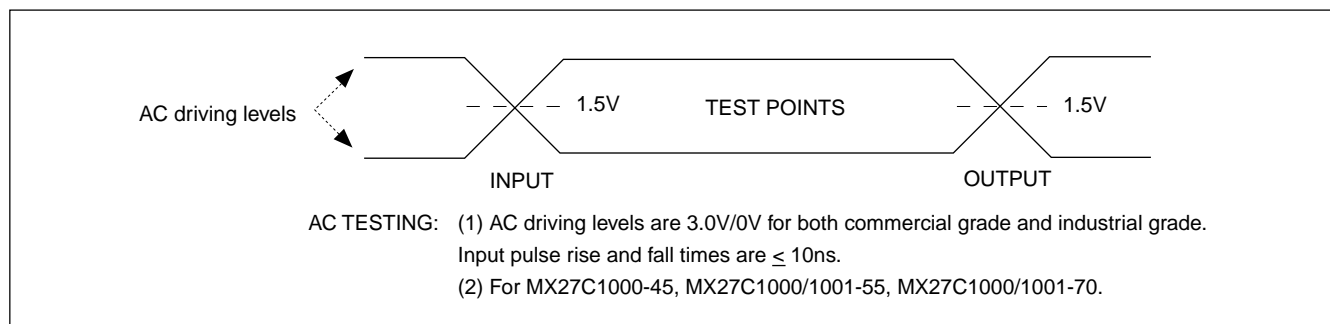 AC driving levels
1.5V
TEST POINTS
1.5V
INPUT
OUTPUT
AC TESTING: (1) AC driving levels are 3.0V/0V for both commercial grade and industrial grade.
Input pulse rise and fall times are ≤ 10ns.
(2) For MX27C1000-45, MX27C1000/1001-55, MX27C1000/1001-70.